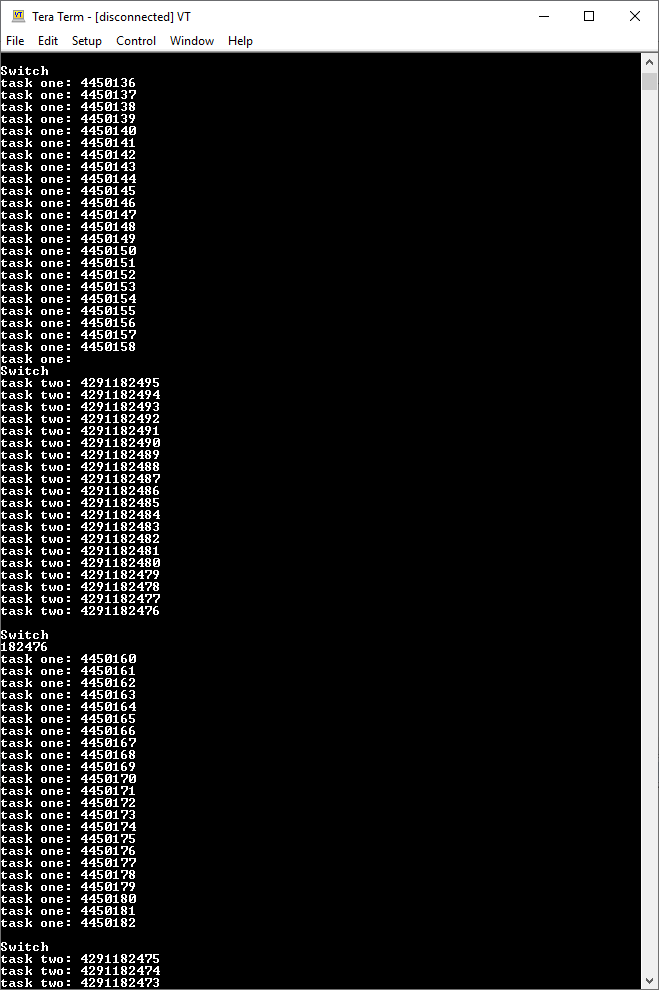 Tera Term - [disconnected] VT
File Edit Setup Control Window Help
Switch
task one: 4450136
task one: 4450137
task one: 4450138
task one: 4450139
task one: 4450140
task one: 4450141
task one: 4450142
task one: 4450143
task one: 4450144
task one: 4450145
task one: 4450146
task one: 4450147
task one: 4450148
task one: 4450149
task one: 4450150
task one: 4450151
task one: 4450152
task one: 4450153
task one: 4450154
task one: 4450155
task one: 4450156
task one: 4450157
task one: 4450158
task one:
Switch
task two: 4291182495
task two: 4291182494
task two: 4291182493
task two: 4291182492
task two: 4291182491
task two: 4291182490
task two: 4291182489
task two: 4291182488
task two: 4291182487
task two: 4291182486
task two: 4291182485
task two: 4291182484
task two: 4291182483
task two: 4291182482
task two: 4291182481
task two: 4291182480
task two: 4291182479
task two: 4291182478
task two: 4291182477
task two: 4291182476
Switch
182476
task one: 4450160
task one: 4450161
task one: 4450162
task one: 4450163
task one: 4450164
task one: 4450165
task one: 4450166
task one: 4450167
task one: 4450168
task one: 4450169
task one: 4450170
task one: 4450171
task one: 4450172
task one: 4450173
task one: 4450174
task one: 4450175
task one: 4450176
task one: 4450177
task one: 4450178
task one: 4450179
task one: 4450180
task one: 4450181
task one: 4450182
Switch
task two: 4291182475
task two: 4291182474
task two: 4291182473